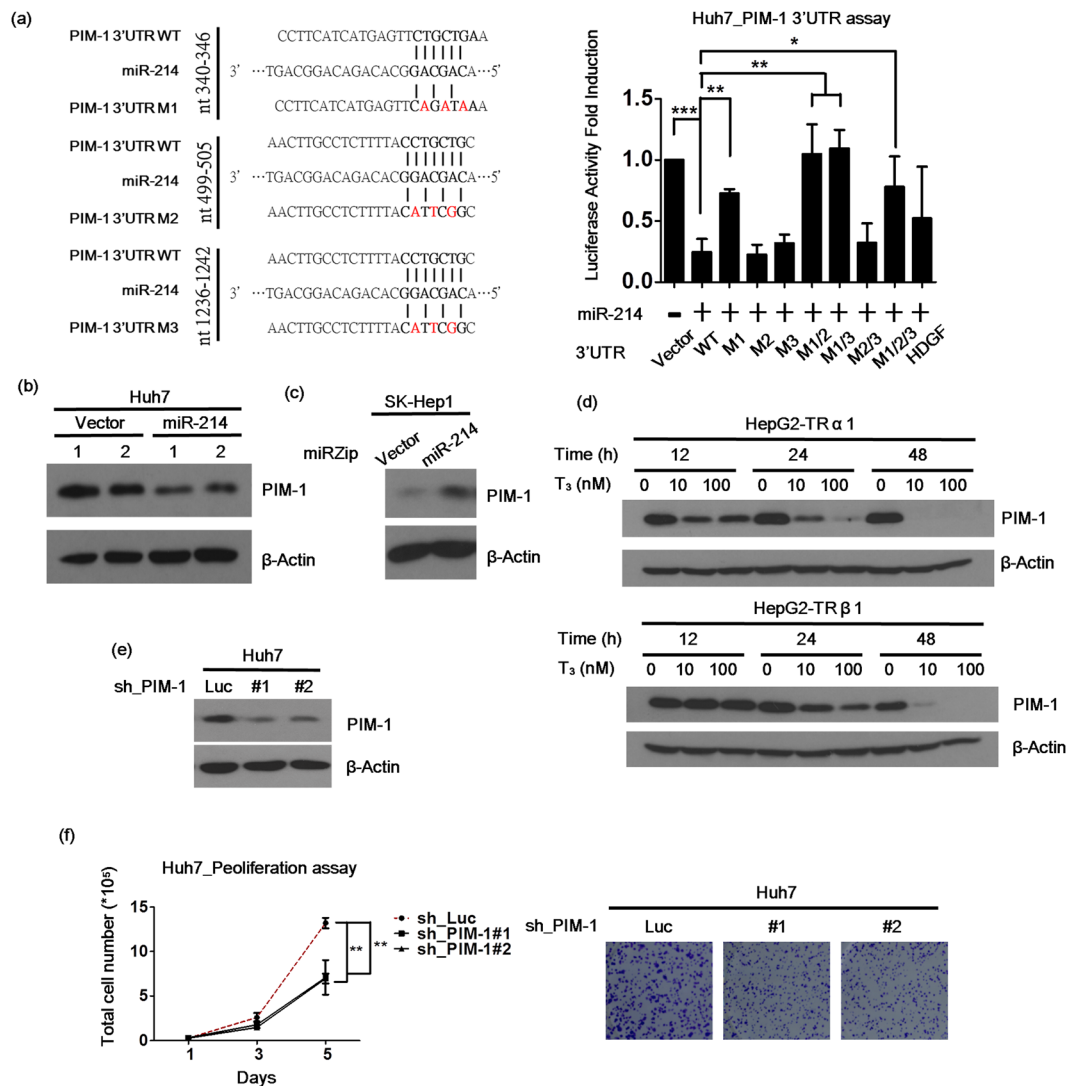 (a)
PIM-1 3'UTR WT CCTTCATCATGAGTTCTGCTGAA
miR-214 3' ···TGACGGACAGACACGGACGACA···5'
PIM-1 3'UTR M1 CCTTCATCATGAGTTCAGATAAA
nt 340-346
PIM-1 3'UTR WT AACTTGCCTCTTTTACCTGCTGC
miR-214 ···TGACGGACAGACACGGACGACA···5'
PIM-1 3'UTR M2 AACTTGCCTCTTTTACATTCGGC
nt 499-505
PIM-1 3'UTR WT AACTTGCCTCTTTTACCTGCTGC
miR-214 3' ···TGACGGACAGACACGGACGACA···5'
PIM-1 3'UTR M3 AACTTGCCTCTTTTACATTCGGC
nt 1236-1242
Huh7_PIM-1 3'UTR assay
Luciferase Activity Fold Induction
1.5
1.0
0.5
0.0
*
**
**
***
miR-214 - + + + + + + + + +
3'UTR Vector WT M1 M2 M3 M1/2 M1/3 M2/3 M1/2/3 HDGF
(b)
Huh7
Vector miR-214
1 2 1 2
PIM-1
β-Actin
(c)
SK-Hep1
miRZip Vector miR-214
PIM-1
β-Actin
(d)
HepG2-TR α 1
Time (h) 12 24 48
T₃ (nM) 0 10 100 0 10 100 0 10 100
PIM-1
β-Actin
HepG2-TR β 1
Time (h) 12 24 48
T₃ (nM) 0 10 100 0 10 100 0 10 100
PIM-1
β-Actin
(e)
Huh7
sh_PIM-1 Luc #1 #2
PIM-1
β-Actin
(f)
Huh7_Peoliferation assay
Total cell number (*10⁵)
15
10
5
0
1 3 5
Days
** **
sh_Luc
sh_PIM-1#1
sh_PIM-1#2
Huh7
sh_PIM-1 Luc #1 #2